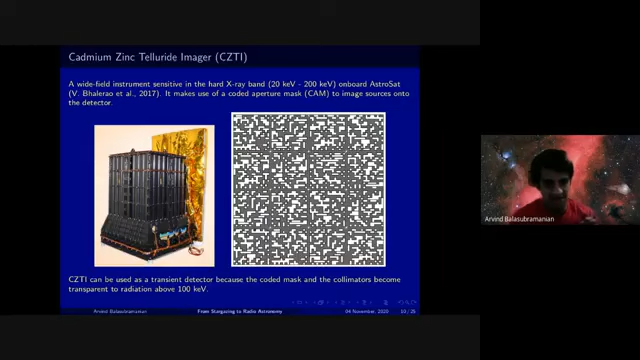 Cadmium Zinc Telluride Imager (CZTI)
A wide-field instrument sensitive in the hard X-ray band (20 keV - 200 keV) onboard AstroSat
(V. Bhalerao et al., 2017). It makes use of a coded aperture mask (CAM) to image sources onto
the detector.
CZTI can be used as a transient detector because the coded mask and the collimators become
transparent to radiation above 100 keV.
Arvind Balasubramanian
From Stargazing to Radio Astronomy
04 November, 2020
10 / 25
Arvind Balasubramanian